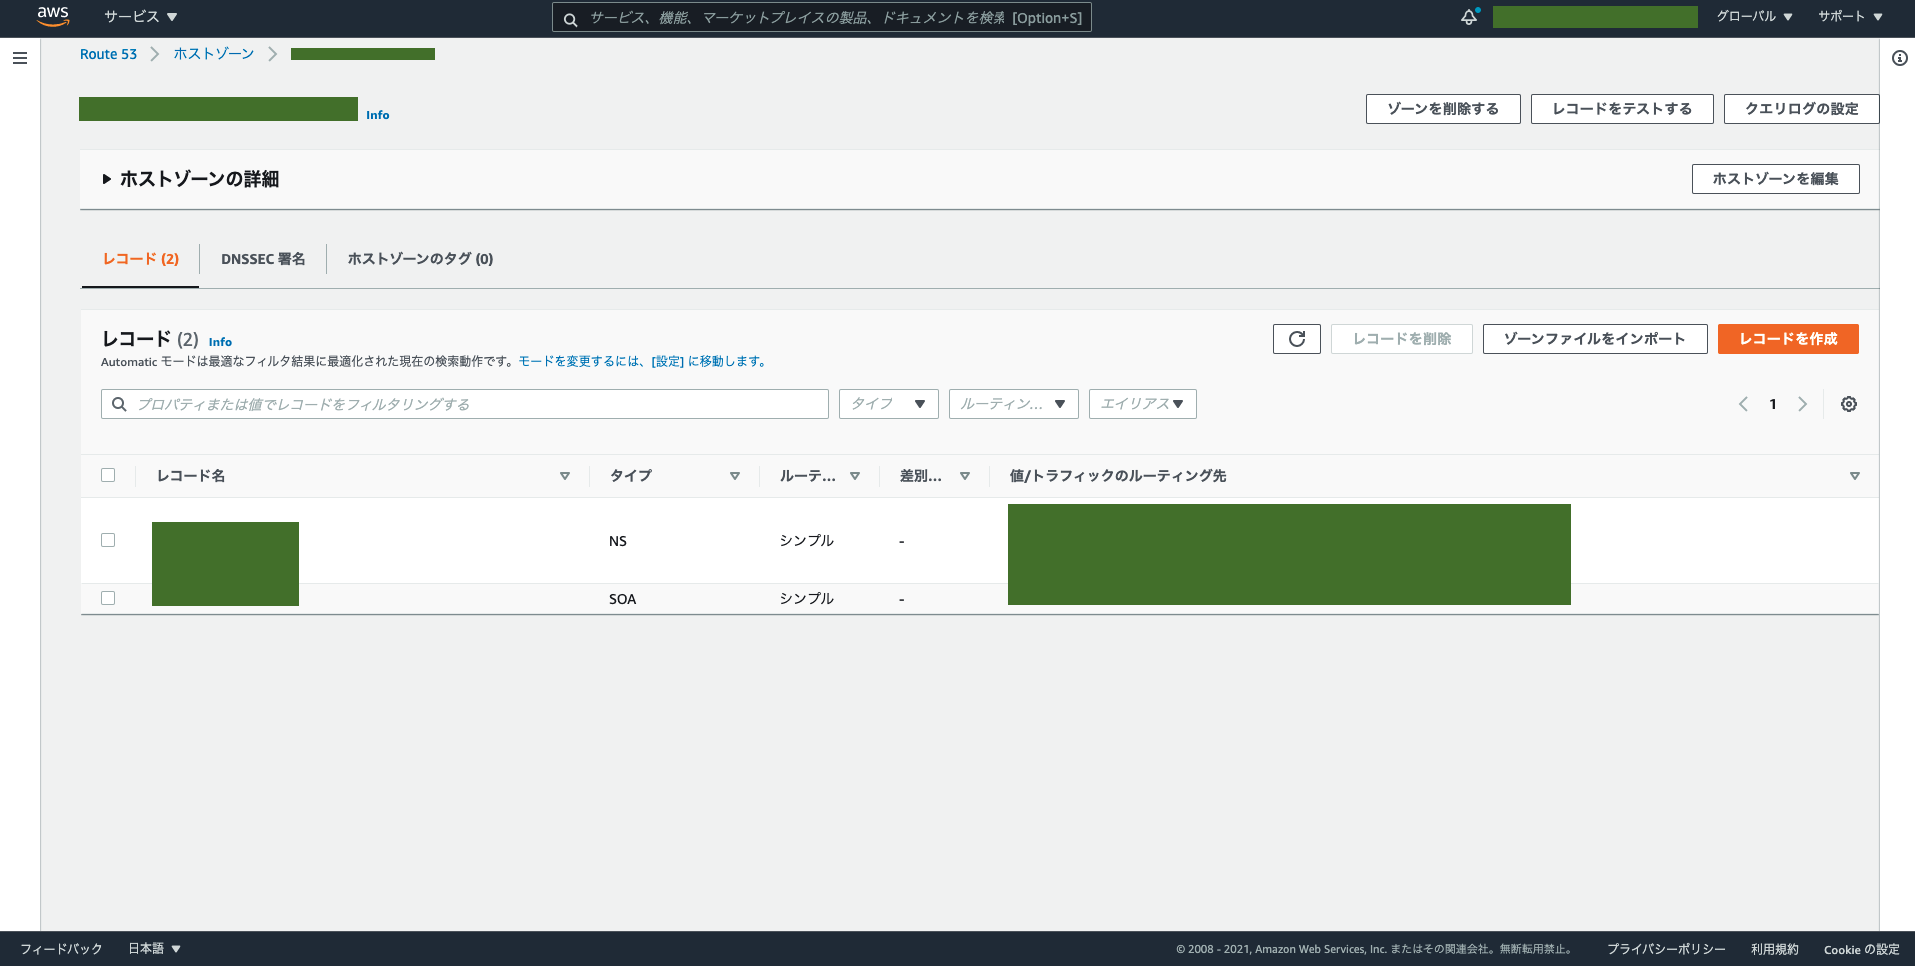 aws サービス ▼ サービス、機能、マーケットプレイスの製品、ドキュメントを検索 [Option+S] グローバル ▼ サポート ▼
Route 53 > ホストゾーン >
Info ゾーンを削除する レコードをテストする クエリログの設定
ホストゾーンの詳細 ホストゾーンを編集
レコード (2) DNSSEC 署名 ホストゾーンのタグ (0)
レコード (2) Info レコードを削除 ゾーンファイルをインポート レコードを作成
Automatic モードは最適なフィルタ結果に最適化された現在の検索動作です。モードを変更するには、[設定] に移動します。
プロパティまたは値でレコードをフィルタリングする タイプ ルーティン... エイリアス 1
レコード名 タイプ ルーテ... 差別... 値/トラフィックのルーティング先
NS シンプル -
SOA シンプル -
フィードバック 日本語 ▼ © 2008 - 2021, Amazon Web Services, Inc. またはその関連会社。無断転用禁止。 プライバシーポリシー 利用規約 Cookie の設定